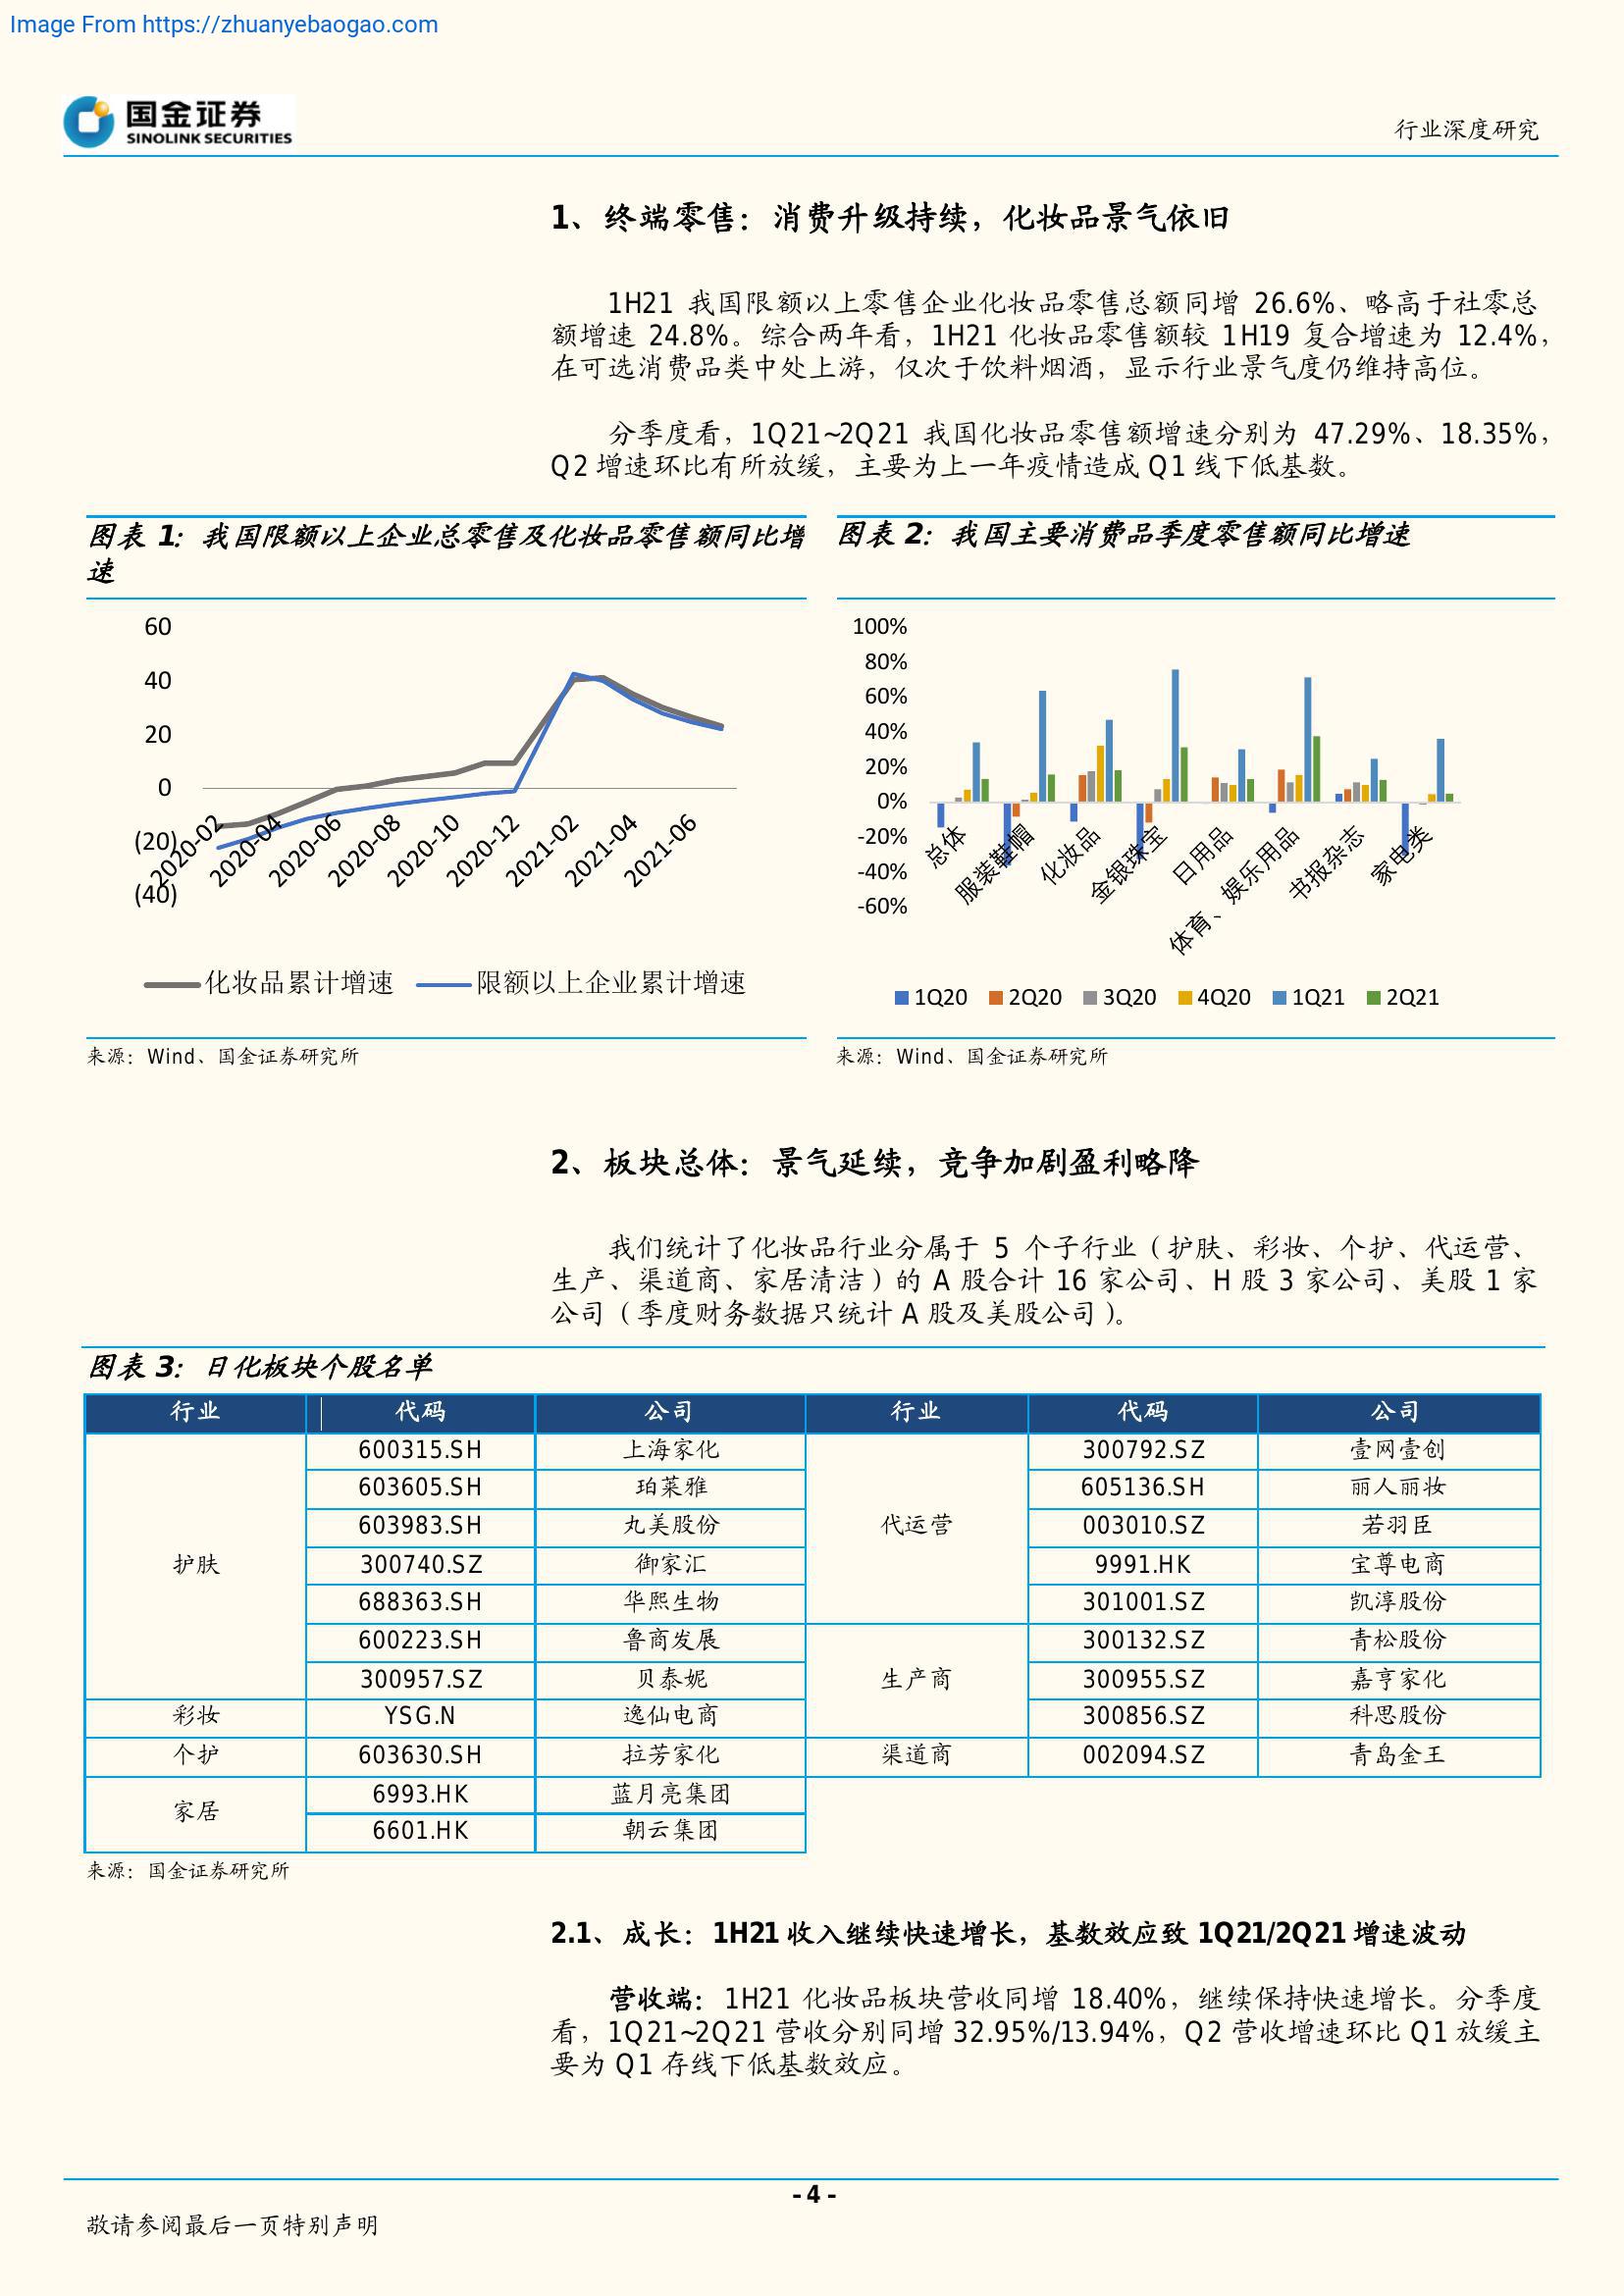 Image From https://zhuanyebaogao.com
国金证券
SINOLINK SECURITIES
行业深度研究
1、终端零售：消费升级持续，化妆品景气依旧
1H21 我国限额以上零售企业化妆品零售总额同增 26.6%、略高于社零总
额增速 24.8%。综合两年看，1H21 化妆品零售额较 1H19 复合增速为 12.4%，
在可选消费品类中处上游，仅次于饮料烟酒，显示行业景气度仍维持高位。
分季度看，1Q21~2Q21 我国化妆品零售额增速分别为 47.29%、18.35%，
Q2 增速环比有所放缓，主要为上一年疫情造成 Q1 线下低基数。
图表 1：我国限额以上企业总零售及化妆品零售额同比增
速
60
40
20
0
(20)
(40)
2020-02
2020-04
2020-06
2020-08
2020-10
2020-12
2021-02
2021-04
2021-06
化妆品累计增速 限额以上企业累计增速
来源：Wind、国金证券研究所
图表 2：我国主要消费品季度零售额同比增速
100%
80%
60%
40%
20%
0%
-20%
-40%
-60%
总体
服装鞋帽
化妆品
金银珠宝
日用品
体育、娱乐用品
书报杂志
家电类
1Q20 2Q20 3Q20 4Q20 1Q21 2Q21
来源：Wind、国金证券研究所
2、板块总体：景气延续，竞争加剧盈利略降
我们统计了化妆品行业分属于 5 个子行业（护肤、彩妆、个护、代运营、
生产、渠道商、家居清洁）的 A 股合计 16 家公司、H 股 3 家公司、美股 1 家
公司（季度财务数据只统计 A 股及美股公司）。
图表 3：日化板块个股名单
行业 代码 公司 行业 代码 公司
护肤 600315.SH 上海家化 代运营 300792.SZ 壹网壹创
603605.SH 珀莱雅 605136.SH 丽人丽妆
603983.SH 丸美股份 003010.SZ 若羽臣
300740.SZ 御家汇 9991.HK 宝尊电商
688363.SH 华熙生物 301001.SZ 凯淳股份
600223.SH 鲁商发展 生产商 300132.SZ 青松股份
300957.SZ 贝泰妮 300955.SZ 嘉亨家化
彩妆 YSG.N 逸仙电商 300856.SZ 科思股份
个护 603630.SH 拉芳家化 渠道商 002094.SZ 青岛金王
家居 6993.HK 蓝月亮集团
6601.HK 朝云集团
来源：国金证券研究所
2.1、成长：1H21 收入继续快速增长，基数效应致 1Q21/2Q21 增速波动
营收端：1H21 化妆品板块营收同增 18.40%，继续保持快速增长。分季度
看，1Q21~2Q21 营收分别同增 32.95%/13.94%，Q2 营收增速环比 Q1 放缓主
要为 Q1 存线下低基数效应。
- 4 -
敬请参阅最后一页特别声明